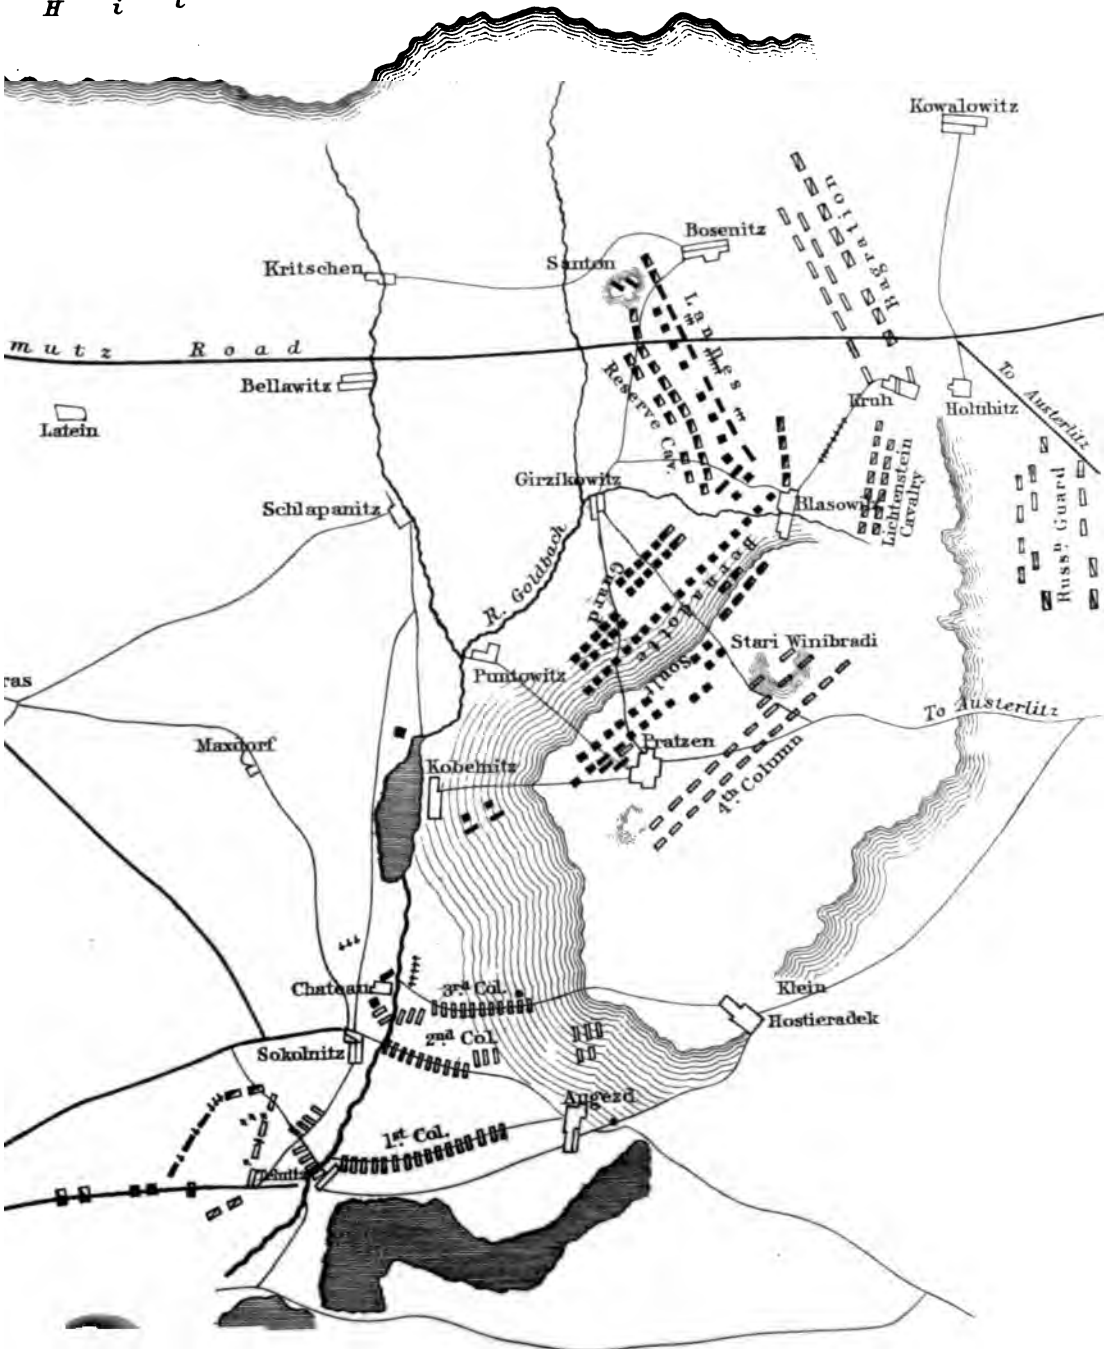 H i l
Kowalowitz
Bosenitz
Santon
Kritschen
Bagration
Lannes
mutz Road
Bellawitz
Reserve Cav.
Kruh
Holubitz
To Austerlitz
Latein
Girzikowitz
Schlapanitz
Blasowitz
Lichtenstein
Cavalry
Russn Guard
R. Goldbach
Guard
Bernadotte
Stari Winibradi
Soult
Puntowitz
ras
To Austerlitz
Maxdorf
Pratzen
Kobelnitz
4th Column
Chateau
3rd Col.
Klein
Hostieradek
2nd Col.
Sokolnitz
Augezd
1st Col.